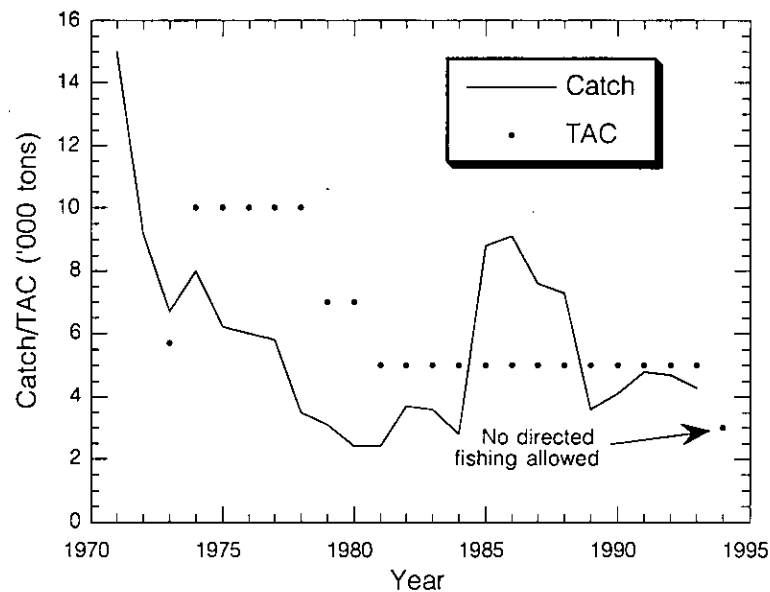 16
14
12
10
8
6
4
2
0
Catch/TAC ('000 tons)
Catch
TAC
No directed
fishing allowed
1970
1975
1980
1985
1990
1995
Year